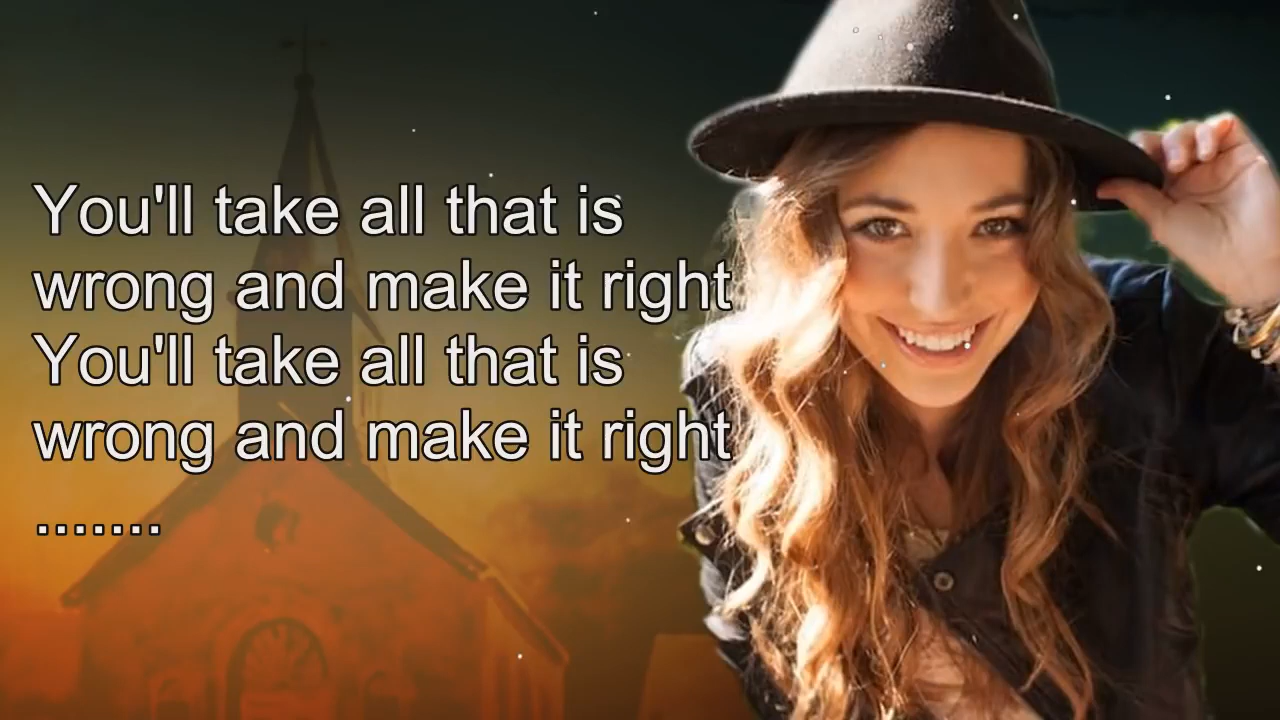 You'll take all that is
wrong and make it right
You'll take all that is
wrong and make it right
.......